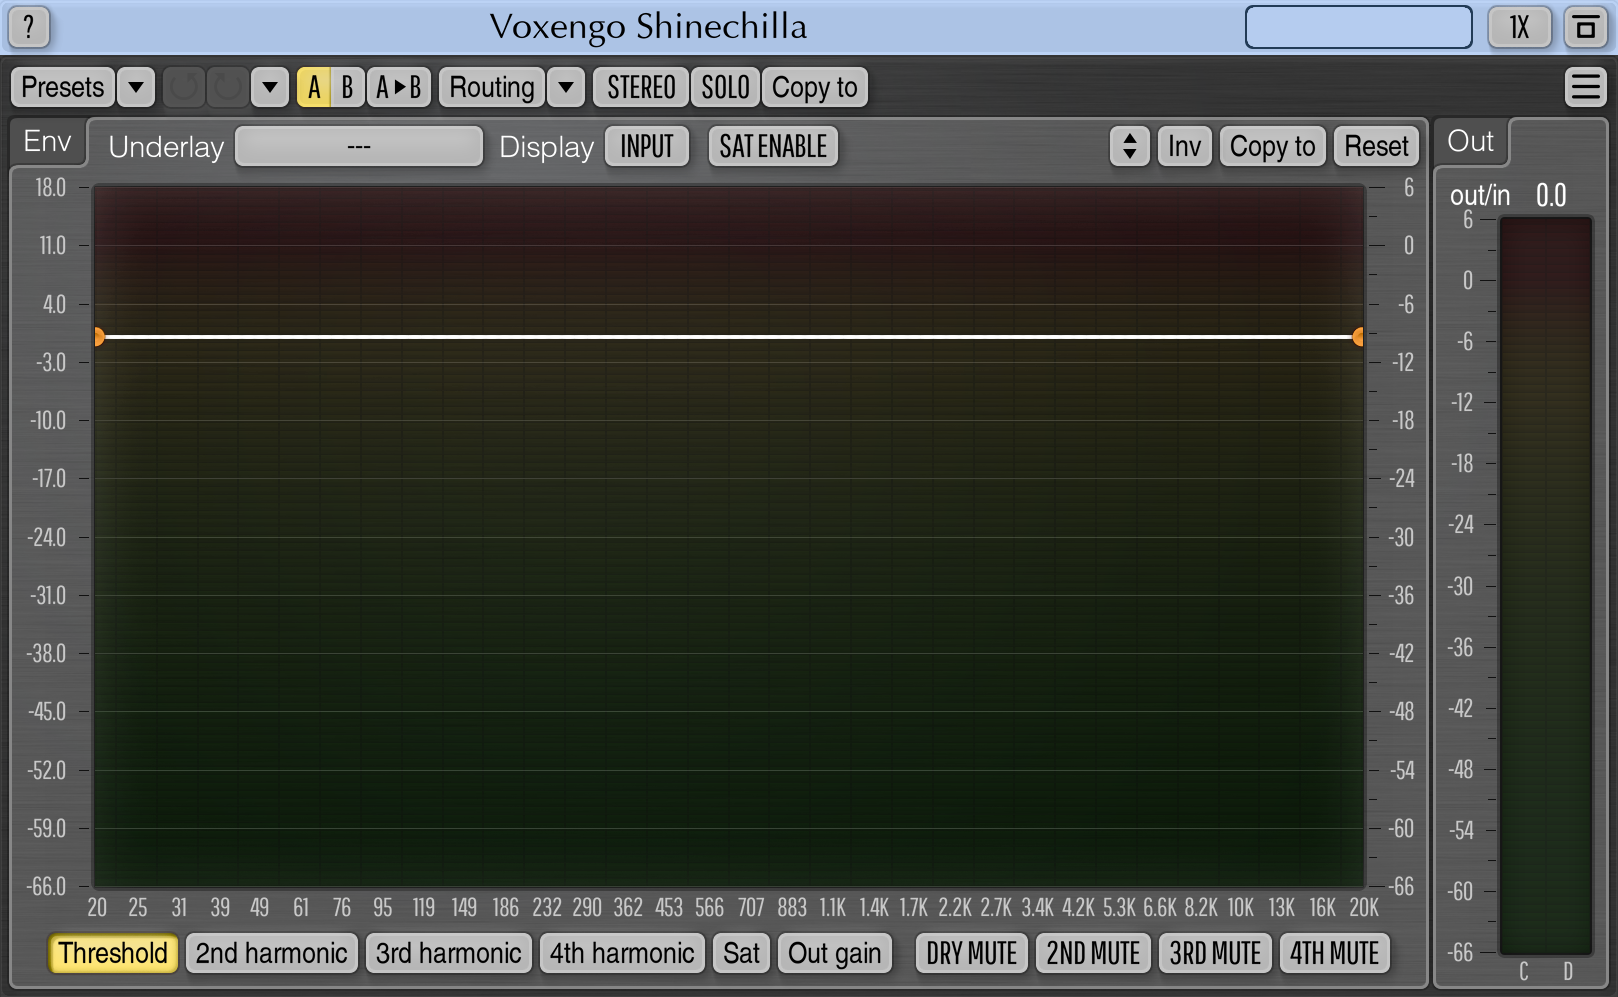 ? Voxengo Shinechilla 1X
Presets A B A▶B Routing STEREO SOLO Copy to
Env Underlay --- Display INPUT SAT ENABLE Inv Copy to Reset Out
out/in 0.0
18.0 6 6
11.0 0 0
4.0 -6 -6
-3.0 -12 -12
-10.0 -18 -18
-17.0 -24 -24
-24.0 -30 -30
-31.0 -36 -36
-38.0 -42 -42
-45.0 -48 -48
-52.0 -54 -54
-59.0 -60 -60
-66.0 -66 -66
20 25 31 39 49 61 76 95 119 149 186 232 290 362 453 566 707 883 1.1K 1.4K 1.7K 2.2K 2.7K 3.4K 4.2K 5.3K 6.6K 8.2K 10K 13K 16K 20K
Threshold 2nd harmonic 3rd harmonic 4th harmonic Sat Out gain DRY MUTE 2ND MUTE 3RD MUTE 4TH MUTE C D